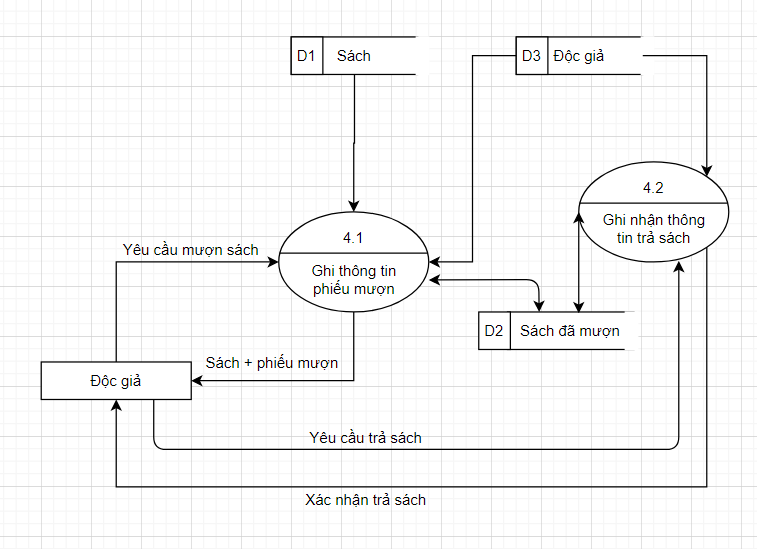 D1 Sách
D3 Độc giả
4.2
Ghi nhận thông
tin trả sách
4.1
Ghi thông tin
phiếu mượn
Yêu cầu mượn sách
D2 Sách đã mượn
Sách + phiếu mượn
Độc giả
Yêu cầu trả sách
Xác nhận trả sách